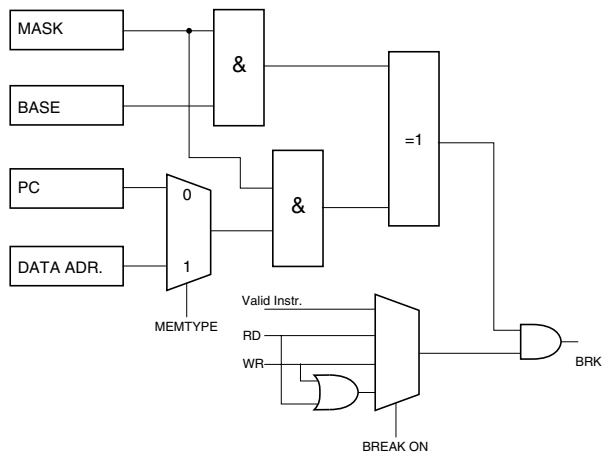 MASK
&
BASE
=1
PC
0
&
DATA ADR.
1
MEMTYPE
Valid Instr.
RD
WR
BRK
BREAK ON